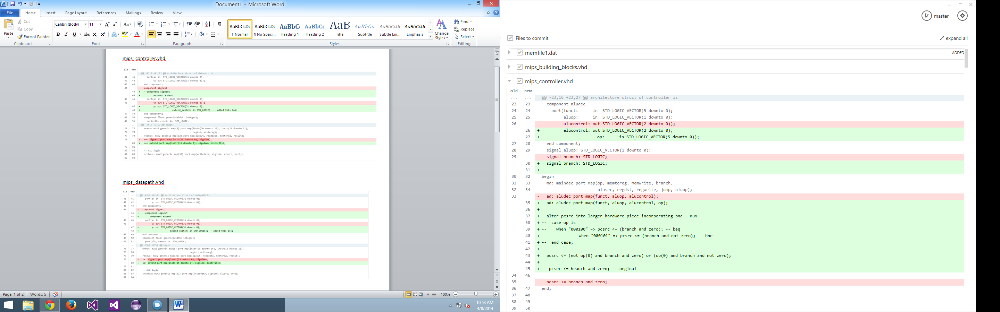 Document1 - Microsoft Word
File Home Insert Page Layout References Mailings Review View
Paste
Cut
Copy
Format Painter
Clipboard
Calibri (Body) 11
Font
Paragraph
AaBbCcDc AaBbCcDc AaBbC AaBbCc AaB AaBbCc. AaBbCcDc AaBbCcDc
¶ Normal ¶ No Spaci... Heading 1 Heading 2 Title Subtitle Subtle Em... Emphasis
Change Styles
Styles
Find
Replace
Select
Editing
mips_controller.vhd
old new
... ... @@ -41,9 +41,11 @@ architecture struct of datapath is
41 41 port(a: in STD_LOGIC_VECTOR(31 downto 0);
42 42 y: out STD_LOGIC_VECTOR(31 downto 0));
43 43 end component;
44 - component signext
44 + --component signext
45 + component extend
45 46 port(a: in STD_LOGIC_VECTOR(15 downto 0);
46 - y: out STD_LOGIC_VECTOR(31 downto 0));
47 + y: out STD_LOGIC_VECTOR(31 downto 0);
48 + extend_switch: in STD_LOGIC); -- added this in);
47 49 end component;
48 50 component flopr generic(width: integer);
49 51 port(clk, reset: in STD_LOGIC;
... ... @@ -75,7 +77,7 @@ begin
75 77 wrmux: mux2 generic map(5) port map(instr(20 downto 16), instr(15 downto 11),
76 78 regdst, writereg);
77 79 resmux: mux2 generic map(32) port map(aluout, readdata, memtoreg, result);
78 - se: signext port map(instr(15 downto 0), signimm);
80 + se: extend port map(instr(15 downto 0), signimm, instr(26));
79 81
80 82 -- ALU logic
81 83 srcbmux: mux2 generic map(32) port map(writedata, signimm, alusrc, srcb);
82 84
mips_datapath.vhd
old new
... ... @@ -41,9 +41,11 @@ architecture struct of datapath is
41 41 port(a: in STD_LOGIC_VECTOR(31 downto 0);
42 42 y: out STD_LOGIC_VECTOR(31 downto 0));
43 43 end component;
44 - component signext
44 + --component signext
45 + component extend
45 46 port(a: in STD_LOGIC_VECTOR(15 downto 0);
46 - y: out STD_LOGIC_VECTOR(31 downto 0));
47 + y: out STD_LOGIC_VECTOR(31 downto 0);
48 + extend_switch: in STD_LOGIC); -- added this in);
47 49 end component;
48 50 component flopr generic(width: integer);
49 51 port(clk, reset: in STD_LOGIC;
... ... @@ -75,7 +77,7 @@ begin
75 77 wrmux: mux2 generic map(5) port map(instr(20 downto 16), instr(15 downto 11),
76 78 regdst, writereg);
77 79 resmux: mux2 generic map(32) port map(aluout, readdata, memtoreg, result);
78 - se: signext port map(instr(15 downto 0), signimm);
80 + se: extend port map(instr(15 downto 0), signimm, instr(26));
79 81
80 82 -- ALU logic
81 83 srcbmux: mux2 generic map(32) port map(writedata, signimm, alusrc, srcb);
82 84
Page: 1 of 2 Words: 5 100%
10:53 AM
4/8/2014
master
Files to commit expand all
memfile1.dat ADDED
mips_building_blocks.vhd
mips_controller.vhd
old new
... ... @@ -23,16 +23,27 @@ architecture struct of controller is
23 23 component aludec
24 24 port(funct: in STD_LOGIC_VECTOR(5 downto 0);
25 25 aluop: in STD_LOGIC_VECTOR(1 downto 0);
26 - alucontrol: out STD_LOGIC_VECTOR(2 downto 0));
26 + alucontrol: out STD_LOGIC_VECTOR(2 downto 0);
27 + op: in STD_LOGIC_VECTOR(5 downto 0));
27 28 end component;
28 29 signal aluop: STD_LOGIC_VECTOR(1 downto 0);
29 - signal branch: STD_LOGIC;
30 + signal branch: STD_LOGIC;
31 +
30 32 begin
31 33 md: maindec port map(op, memtoreg, memwrite, branch,
32 34 alusrc, regdst, regwrite, jump, aluop);
33 - ad: aludec port map(funct, aluop, alucontrol);
35 + ad: aludec port map(funct, aluop, alucontrol, op);
36 +
37 + --alter pcsrc into larger hardware piece incorporating bne - mux
38 + -- case op is
39 + -- when "000100" => pcsrc <= (branch and zero); -- beq
40 + -- when "000101" => pcsrc <= (branch and not zero); -- bne
41 + -- end case;
42 +
43 + pcsrc <= (not op(0) and branch and zero) or (op(0) and branch and not zero);
44 +
45 + -- pcsrc <= branch and zero; -- orginal
34 46
35 - pcsrc <= branch and zero;
36 47 end;
37 48
38 49
39 50